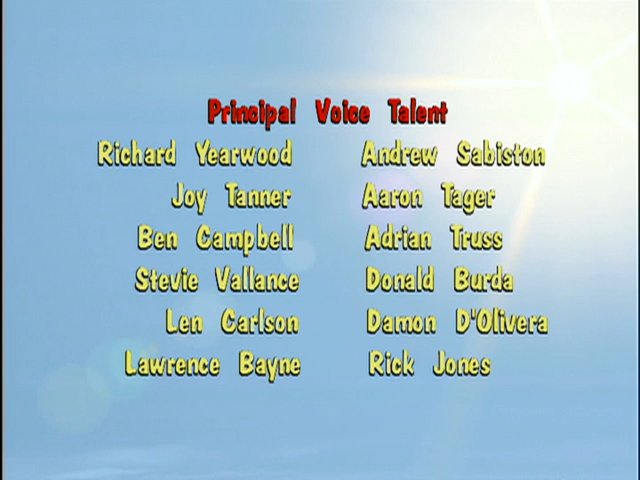 Principal Voice Talent
Richard Yearwood Andrew Sabiston
Joy Tanner Aaron Tager
Ben Campbell Adrian Truss
Stevie Vallance Donald Burda
Len Carlson Damon D'Olivera
Lawrence Bayne Rick Jones